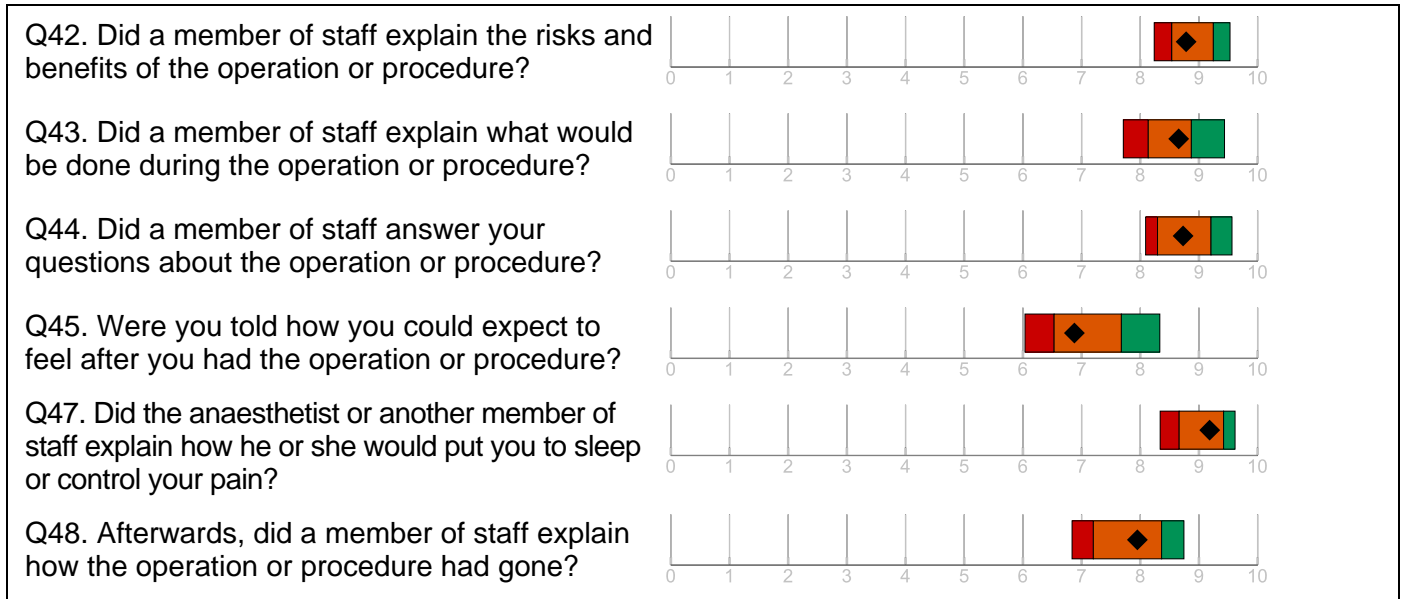 Q42. Did a member of staff explain the risks and
benefits of the operation or procedure?
0 1 2 3 4 5 6 7 8 9 10
Q43. Did a member of staff explain what would
be done during the operation or procedure?
0 1 2 3 4 5 6 7 8 9 10
Q44. Did a member of staff answer your
questions about the operation or procedure?
0 1 2 3 4 5 6 7 8 9 10
Q45. Were you told how you could expect to
feel after you had the operation or procedure?
0 1 2 3 4 5 6 7 8 9 10
Q47. Did the anaesthetist or another member of
staff explain how he or she would put you to sleep
or control your pain?
0 1 2 3 4 5 6 7 8 9 10
Q48. Afterwards, did a member of staff explain
how the operation or procedure had gone?
0 1 2 3 4 5 6 7 8 9 10